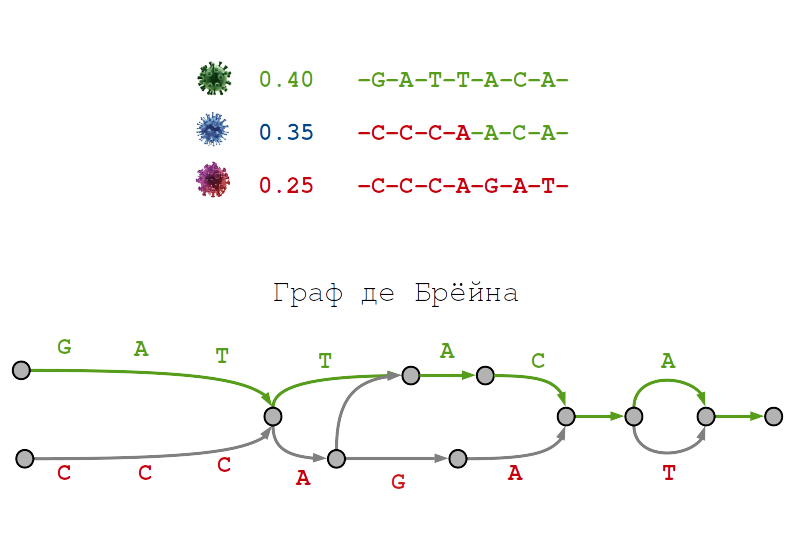 0.40 –G–A–T–T–A–C–A–
0.35 –C–C–C–A–A–C–A–
0.25 –C–C–C–A–G–A–T–
Граф де Брёйна
G A T T A C A
C C C A G A T